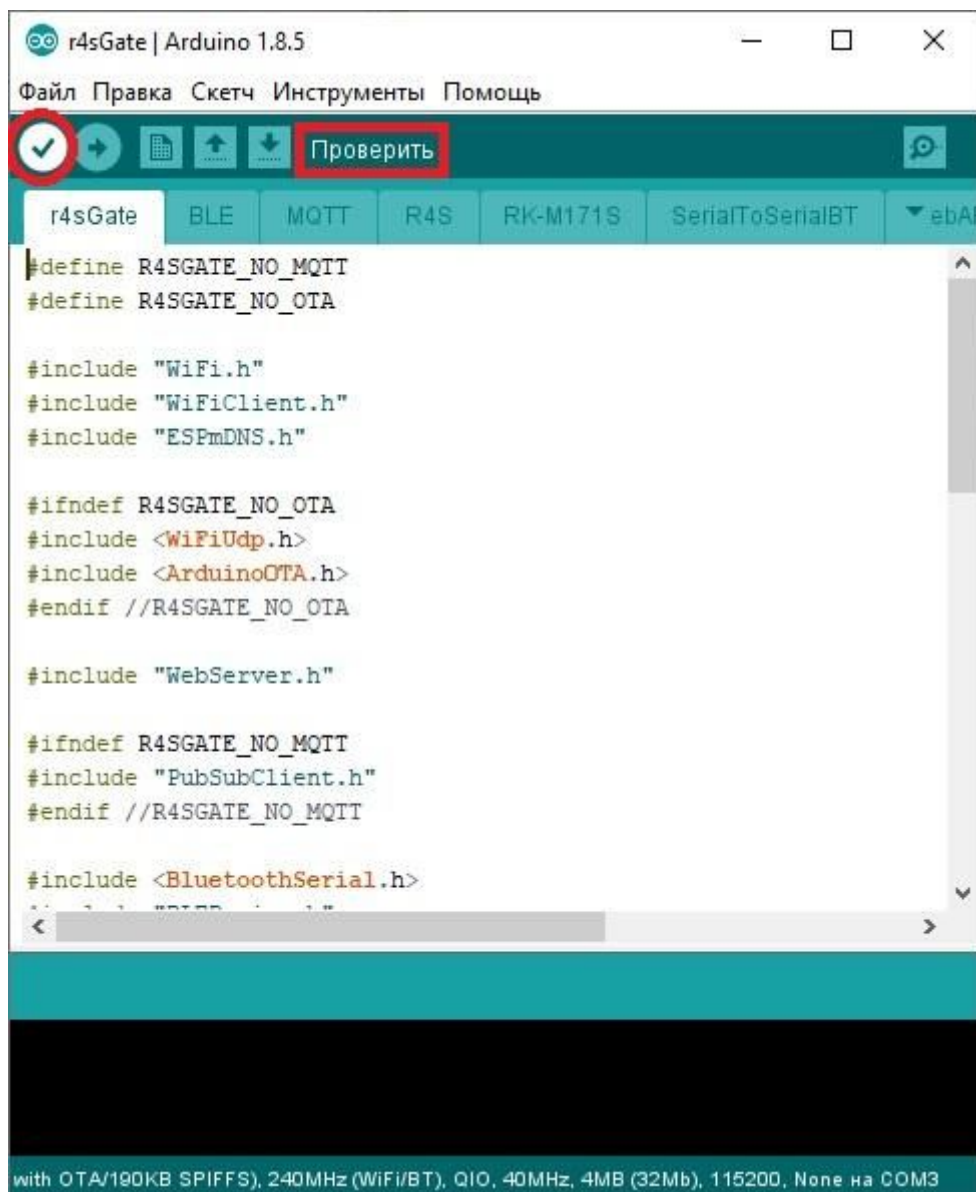 r4sGate | Arduino 1.8.5
Файл Правка Скетч Инструменты Помощь
Проверить
r4sGate BLE MQTT R4S RK-M171S SerialToSerialBT ebA
#define R4SGATE_NO_MQTT
#define R4SGATE_NO_OTA
#include "WiFi.h"
#include "WiFiClient.h"
#include "ESPmDNS.h"
#ifndef R4SGATE_NO_OTA
#include <WiFiUdp.h>
#include <ArduinoOTA.h>
#endif //R4SGATE_NO_OTA
#include "WebServer.h"
#ifndef R4SGATE_NO_MQTT
#include "PubSubClient.h"
#endif //R4SGATE_NO_MQTT
#include <BluetoothSerial.h>
with OTA/190KB SPIFFS), 240MHz (WiFi/BT), QIO, 40MHz, 4MB (32Mb), 115200, None на COM3